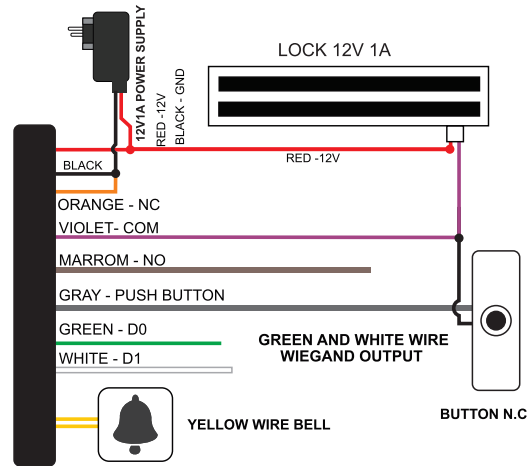 LOCK 12V 1A
12V1A POWER SUPPLY
RED -12V
BLACK - GND
RED -12V
BLACK
ORANGE - NC
VIOLET- COM
MARROM - NO
GRAY - PUSH BUTTON
GREEN - D0
GREEN AND WHITE WIRE
WIEGAND OUTPUT
WHITE - D1
BUTTON N.C
YELLOW WIRE BELL